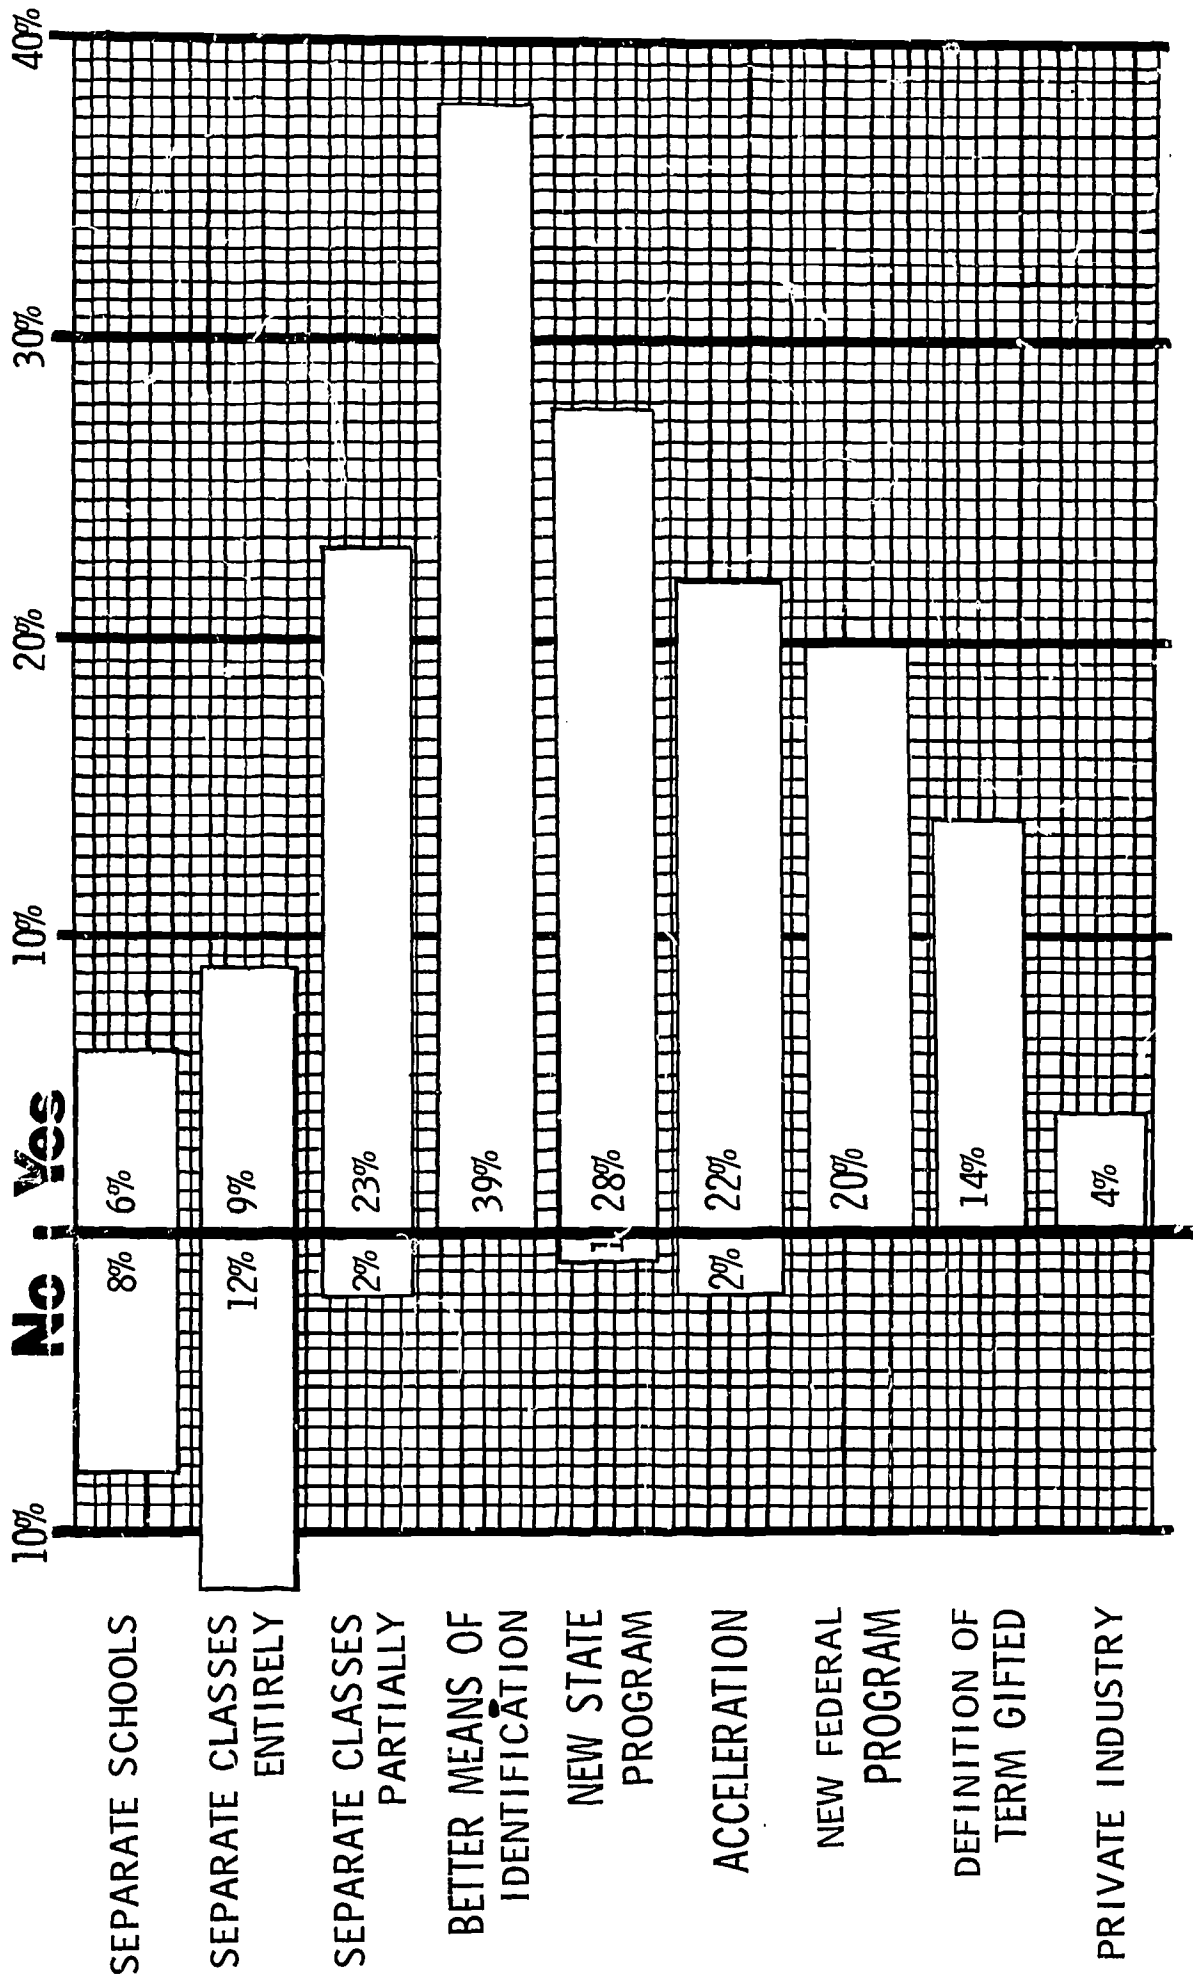 No Yes
10% 10% 20% 30% 40%
SEPARATE SCHOOLS 8% 6%
SEPARATE CLASSES 12% 9%
ENTIRELY
SEPARATE CLASSES 2% 23%
PARTIALLY
BETTER MEANS OF 39%
IDENTIFICATION
NEW STATE 1 28%
PROGRAM
ACCELERATION 2% 22%
NEW FEDERAL 20%
PROGRAM
DEFINITION OF 14%
TERM GIFTED
PRIVATE INDUSTRY 4%